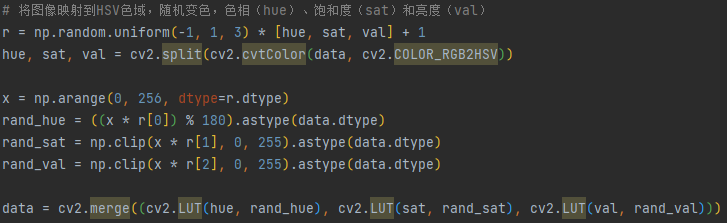 # 将图像映射到HSV色域，随机变色，色相（hue）、饱和度（sat）和亮度（val）
r = np.random.uniform(-1, 1, 3) * [hue, sat, val] + 1
hue, sat, val = cv2.split(cv2.cvtColor(data, cv2.COLOR_RGB2HSV))
x = np.arange(0, 256, dtype=r.dtype)
rand_hue = ((x * r[0]) % 180).astype(data.dtype)
rand_sat = np.clip(x * r[1], 0, 255).astype(data.dtype)
rand_val = np.clip(x * r[2], 0, 255).astype(data.dtype)
data = cv2.merge((cv2.LUT(hue, rand_hue), cv2.LUT(sat, rand_sat), cv2.LUT(val, rand_val)))